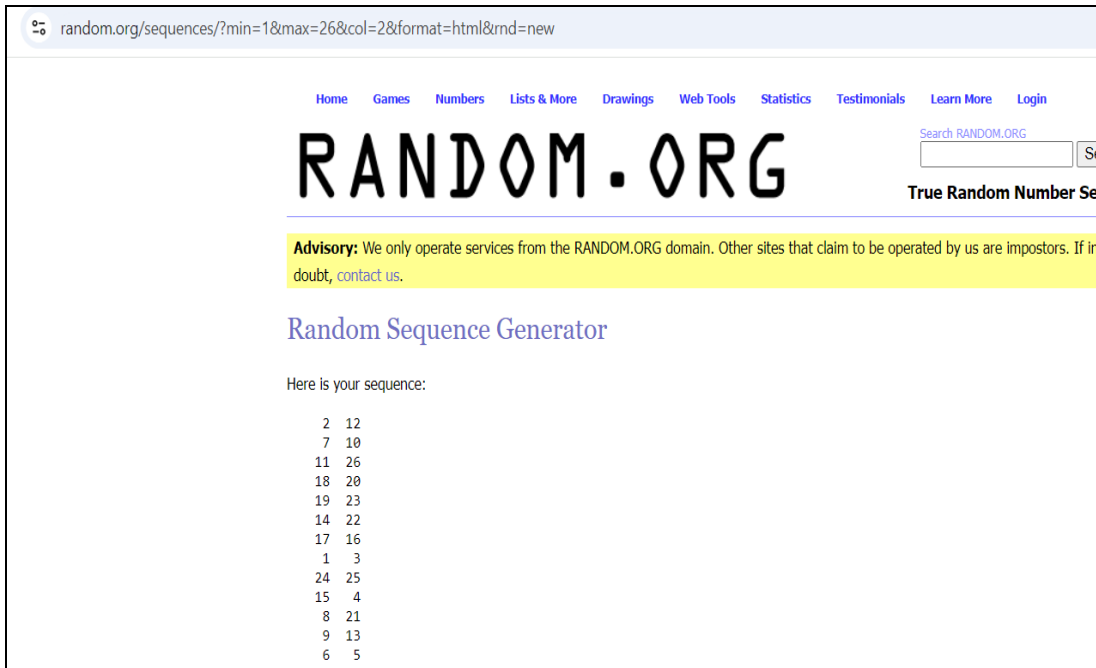 random.org/sequences/?min=1&max=26&col=2&format=html&rnd=new
Home Games Numbers Lists & More Drawings Web Tools Statistics Testimonials Learn More Login
RANDOM.ORG
Search RANDOM.ORG
True Random Number Se
Advisory: We only operate services from the RANDOM.ORG domain. Other sites that claim to be operated by us are impostors. If in
doubt, contact us.
Random Sequence Generator
Here is your sequence:
2 12
7 10
11 26
18 20
19 23
14 22
17 16
1 3
24 25
15 4
8 21
9 13
6 5